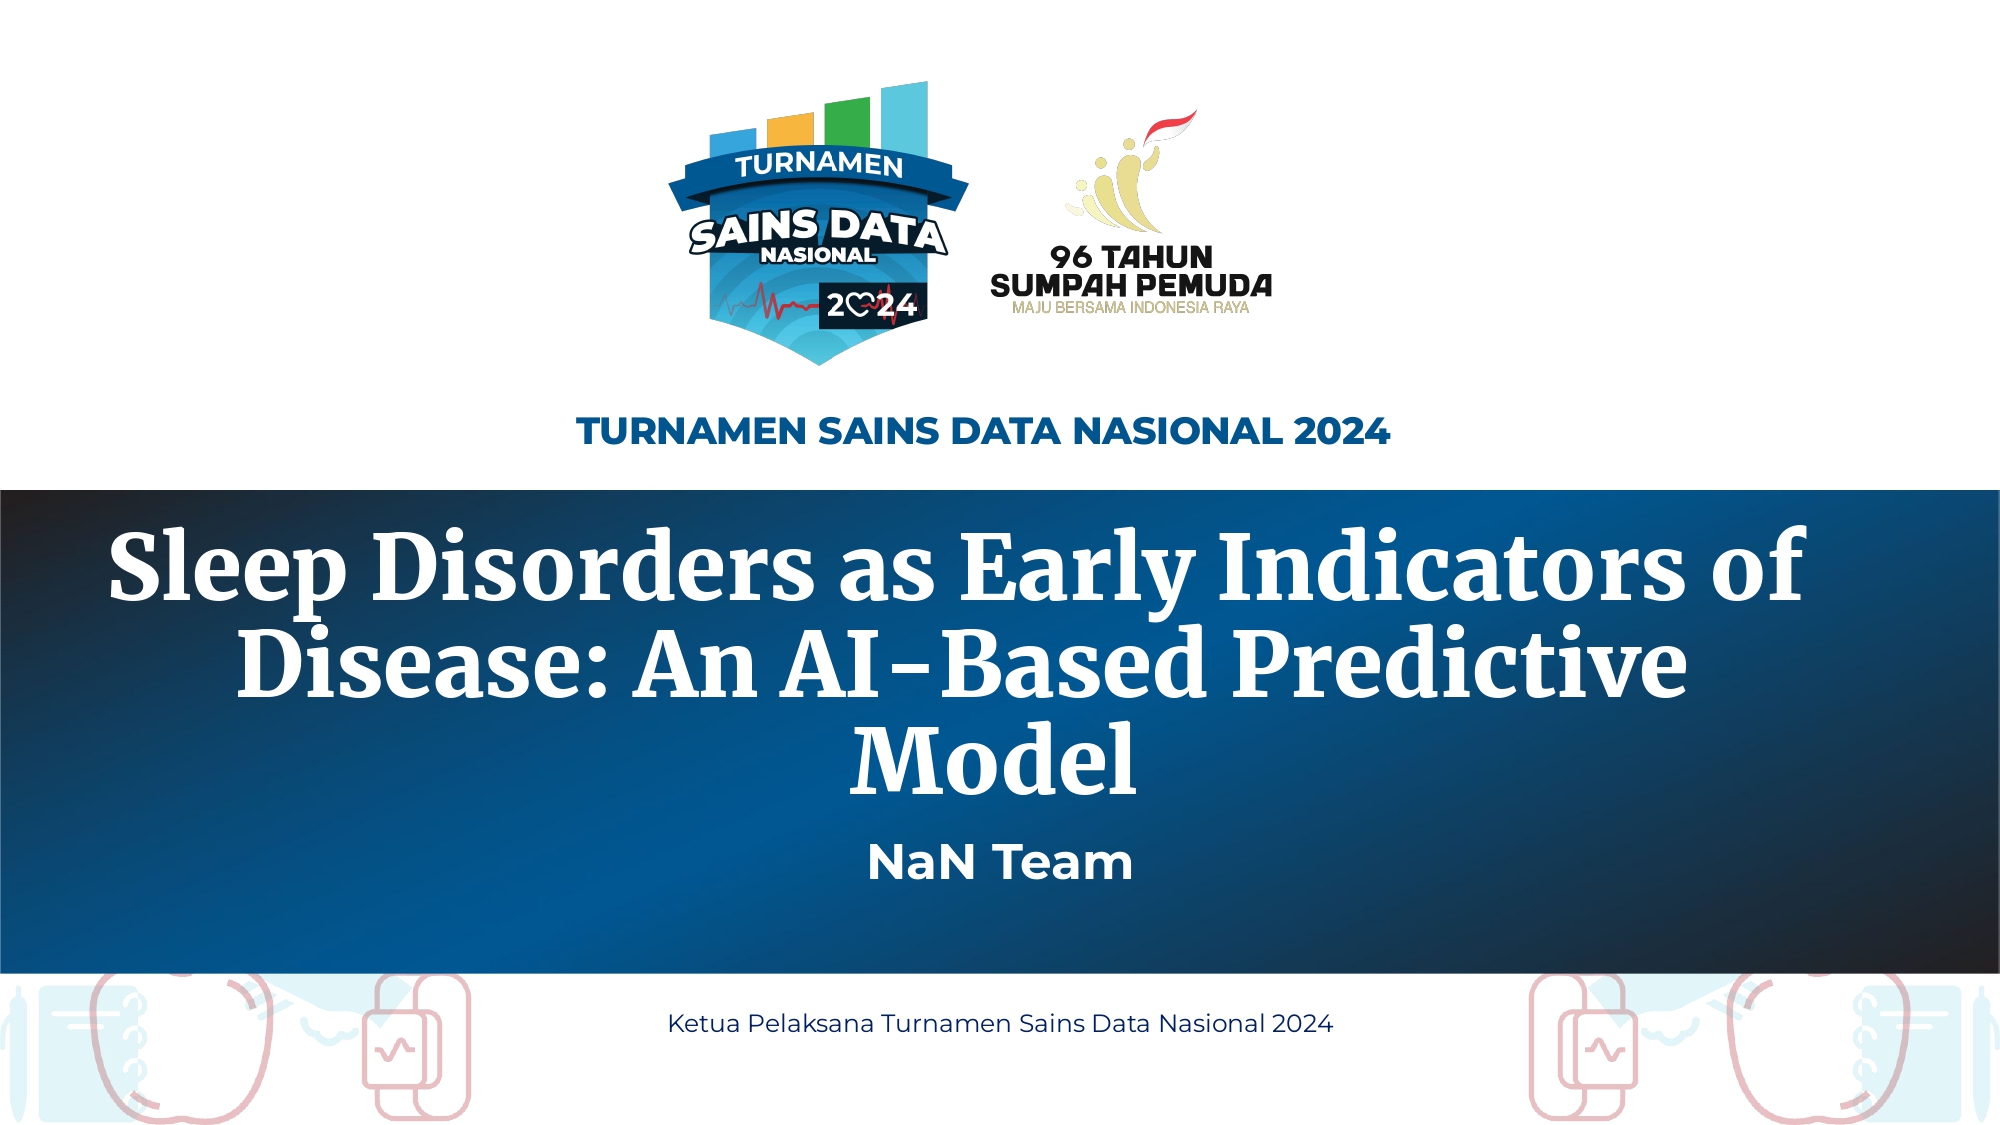 TURNAMEN
SAINS DATA
NASIONAL
2024
96 TAHUN
SUMPAH PEMUDA
MAJU BERSAMA INDONESIA RAYA
TURNAMEN SAINS DATA NASIONAL 2024
Sleep Disorders as Early Indicators of
Disease: An AI-Based Predictive
Model
NaN Team
Ketua Pelaksana Turnamen Sains Data Nasional 2024